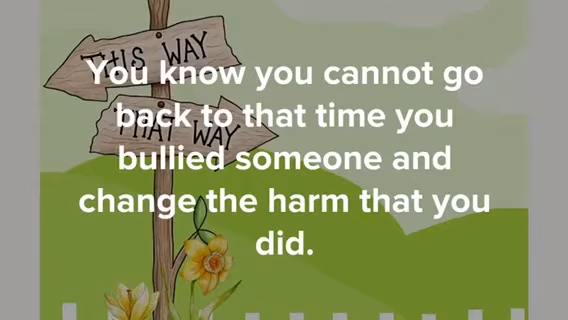 THIS WAY
THAT WAY
You know you cannot go
back to that time you
bullied someone and
change the harm that you
did.